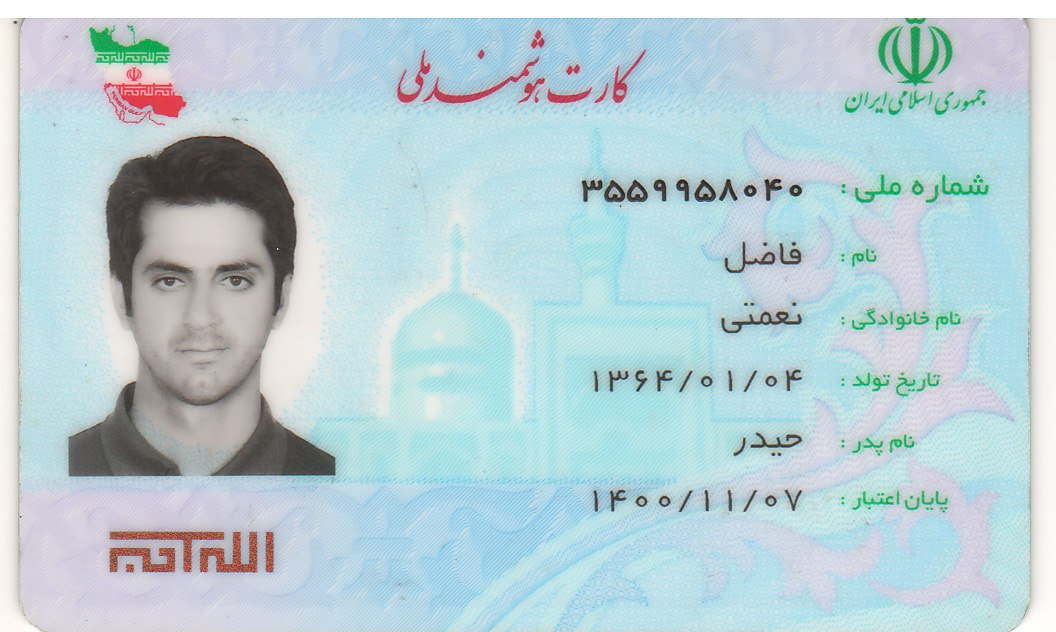 کارت هوشمند ملی
جمهوری اسلامی ایران
شماره ملی : ۳۵۵۹۹۵۸۰۴۰
نام : فاضل
نام خانوادگی : نعمتی
تاریخ تولد : ۱۳۶۴/۰۱/۰۴
نام پدر : حیدر
پایان اعتبار : ۱۴۰۰/۱۱/۰۷
الله اکبر